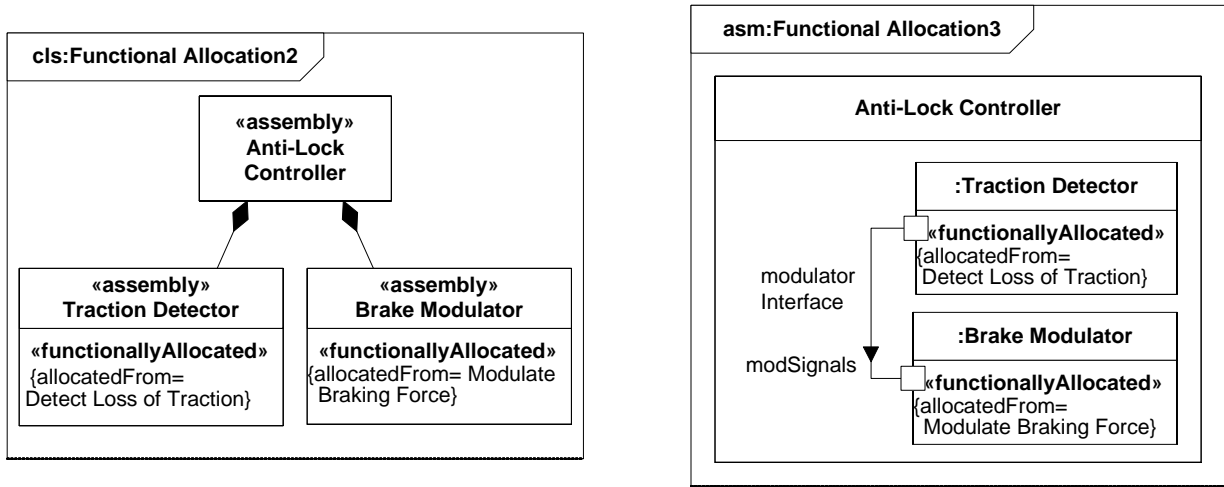 cls:Functional Allocation2
«assembly»
Anti-Lock
Controller
«assembly»
Traction Detector
«functionallyAllocated»
{allocatedFrom=
Detect Loss of Traction}
«assembly»
Brake Modulator
«functionallyAllocated»
{allocatedFrom= Modulate
Braking Force}
asm:Functional Allocation3
Anti-Lock Controller
:Traction Detector
«functionallyAllocated»
{allocatedFrom=
Detect Loss of Traction}
modulator
Interface
modSignals
:Brake Modulator
«functionallyAllocated»
{allocatedFrom=
Modulate Braking Force}